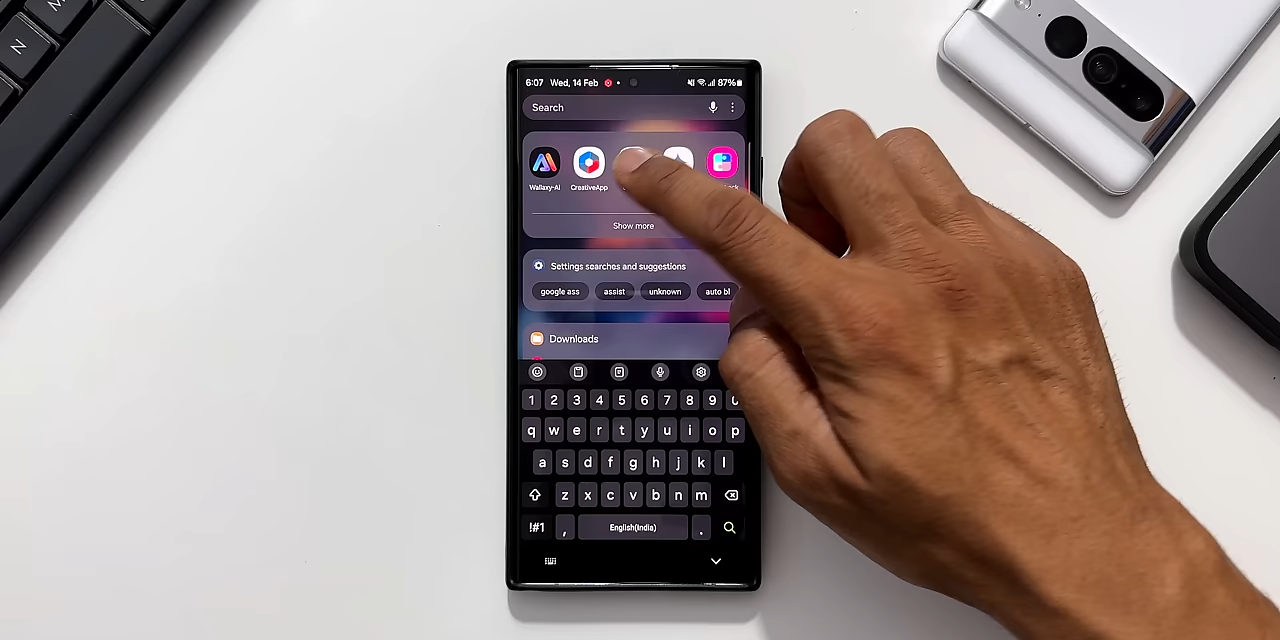 N M
6:07 Wed, 14 Feb 87%
Search
Wallaxy-AI CreativeApp
Show more
Settings searches and suggestions
google ass assist unknown auto bl
Downloads
1 2 3 4 5 6 7 8 9 0
q w e r t y u i o p
a s d f g h j k l
z x c v b n m
!#1 , English(India) .